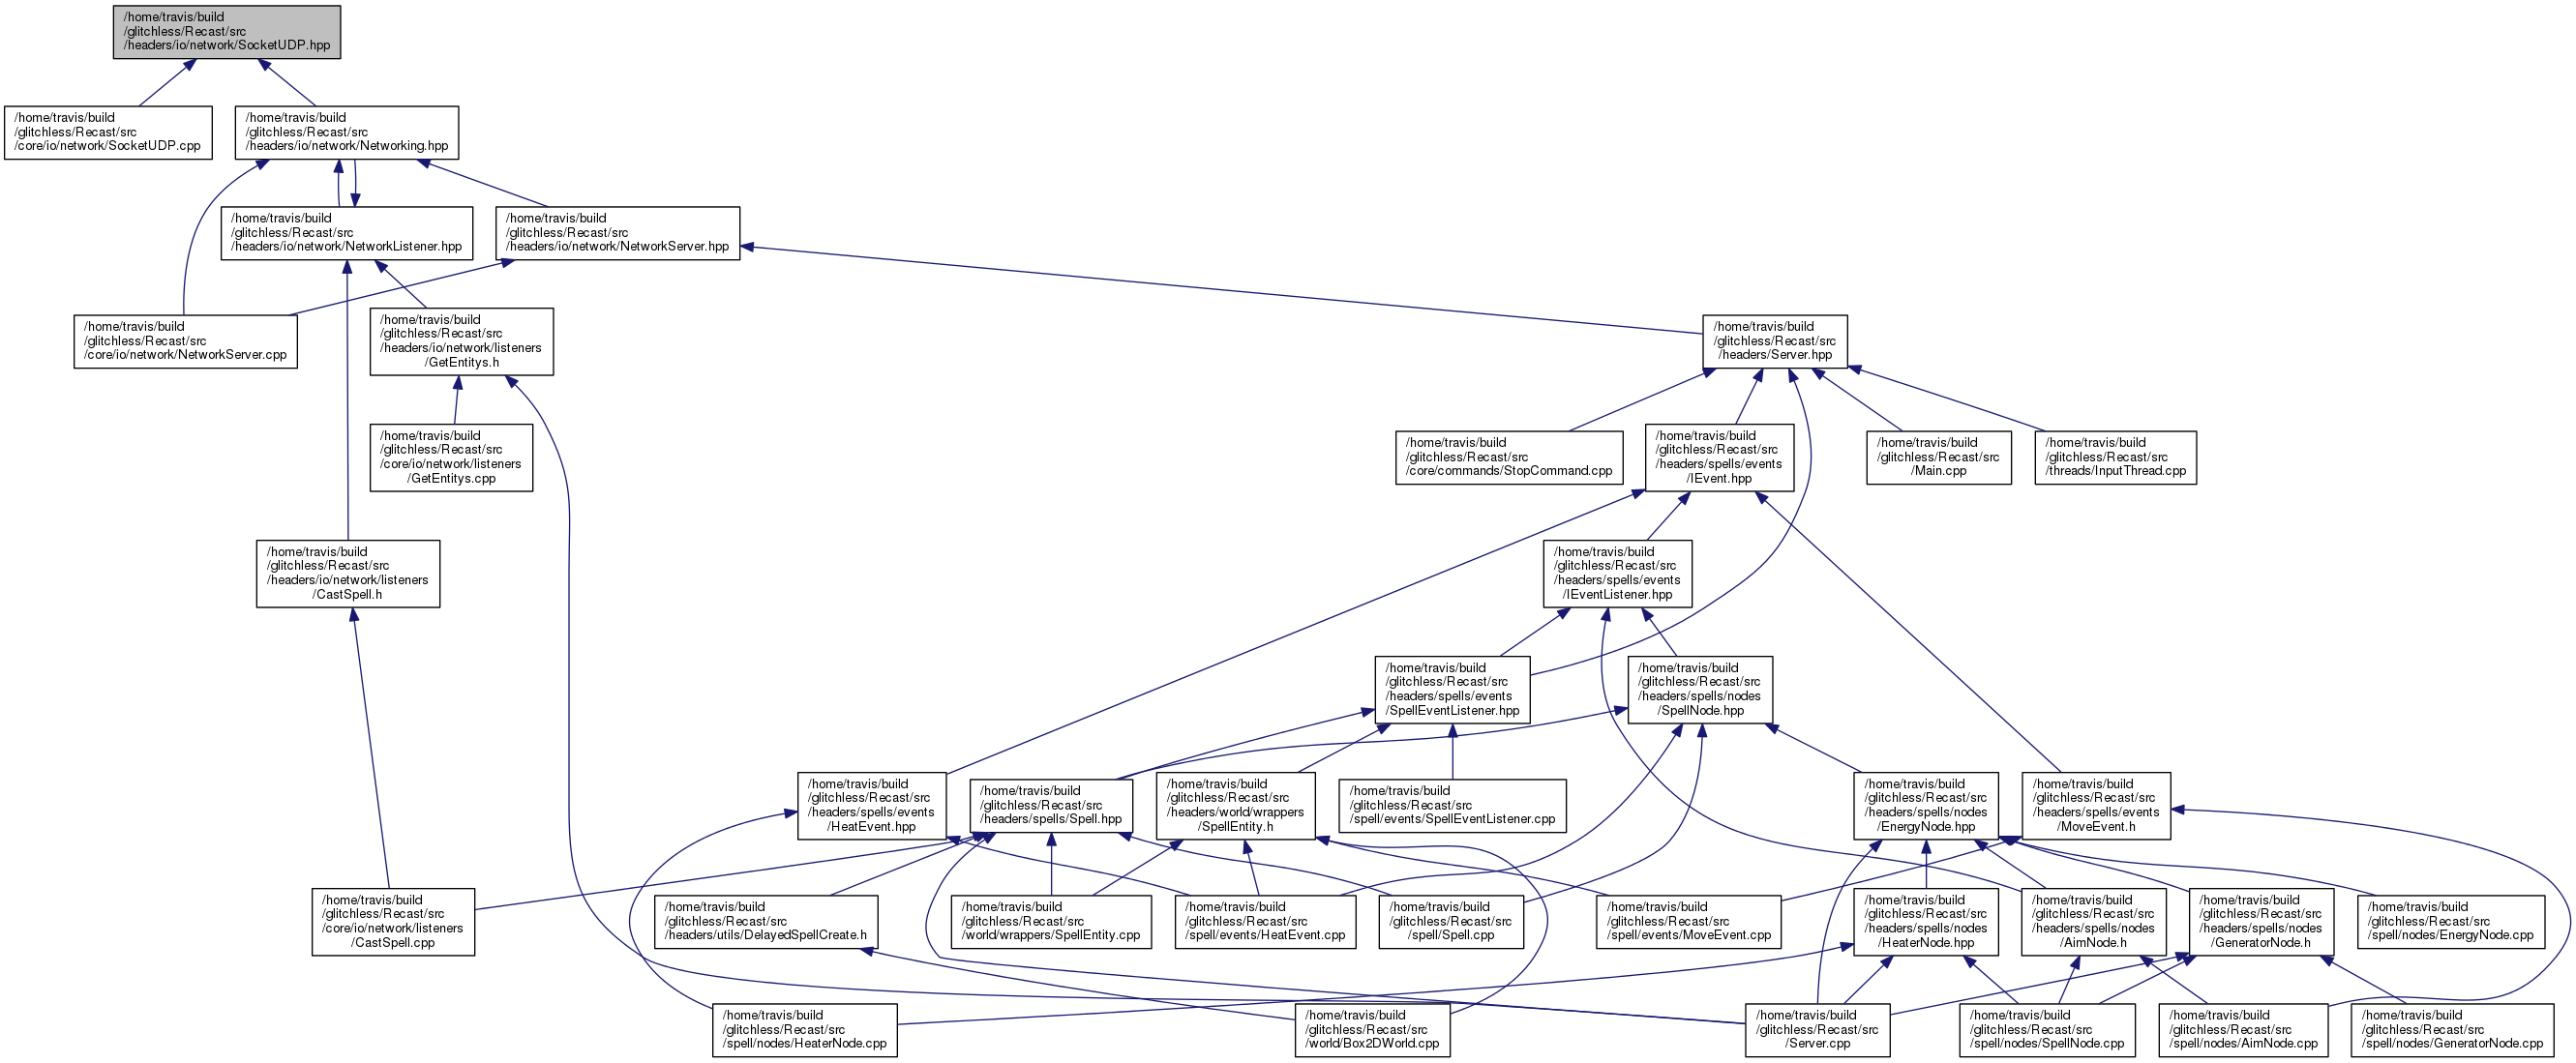 /home/travis/build
/glitchless/Recast/src
/headers/io/network/SocketUDP.hpp
/home/travis/build
/glitchless/Recast/src
/core/io/network/SocketUDP.cpp
/home/travis/build
/glitchless/Recast/src
/headers/io/network/Networking.hpp
/home/travis/build
/glitchless/Recast/src
/headers/io/network/NetworkListener.hpp
/home/travis/build
/glitchless/Recast/src
/headers/io/network/NetworkServer.hpp
/home/travis/build
/glitchless/Recast/src
/core/io/network/NetworkServer.cpp
/home/travis/build
/glitchless/Recast/src
/headers/io/network/listeners
/GetEntitys.h
/home/travis/build
/glitchless/Recast/src
/headers/Server.hpp
/home/travis/build
/glitchless/Recast/src
/core/io/network/listeners
/GetEntitys.cpp
/home/travis/build
/glitchless/Recast/src
/core/commands/StopCommand.cpp
/home/travis/build
/glitchless/Recast/src
/headers/spells/events
/IEvent.hpp
/home/travis/build
/glitchless/Recast/src
/Main.cpp
/home/travis/build
/glitchless/Recast/src
/threads/InputThread.cpp
/home/travis/build
/glitchless/Recast/src
/headers/io/network/listeners
/CastSpell.h
/home/travis/build
/glitchless/Recast/src
/headers/spells/events
/IEventListener.hpp
/home/travis/build
/glitchless/Recast/src
/headers/spells/events
/SpellEventListener.hpp
/home/travis/build
/glitchless/Recast/src
/headers/spells/nodes
/SpellNode.hpp
/home/travis/build
/glitchless/Recast/src
/headers/spells/events
/HeatEvent.hpp
/home/travis/build
/glitchless/Recast/src
/headers/spells/Spell.hpp
/home/travis/build
/glitchless/Recast/src
/headers/world/wrappers
/SpellEntity.h
/home/travis/build
/glitchless/Recast/src
/spell/events/SpellEventListener.cpp
/home/travis/build
/glitchless/Recast/src
/headers/spells/nodes
/EnergyNode.hpp
/home/travis/build
/glitchless/Recast/src
/headers/spells/events
/MoveEvent.h
/home/travis/build
/glitchless/Recast/src
/core/io/network/listeners
/CastSpell.cpp
/home/travis/build
/glitchless/Recast/src
/headers/utils/DelayedSpellCreate.h
/home/travis/build
/glitchless/Recast/src
/world/wrappers/SpellEntity.cpp
/home/travis/build
/glitchless/Recast/src
/spell/events/HeatEvent.cpp
/home/travis/build
/glitchless/Recast/src
/spell/Spell.cpp
/home/travis/build
/glitchless/Recast/src
/spell/events/MoveEvent.cpp
/home/travis/build
/glitchless/Recast/src
/headers/spells/nodes
/HeaterNode.hpp
/home/travis/build
/glitchless/Recast/src
/headers/spells/nodes
/AimNode.h
/home/travis/build
/glitchless/Recast/src
/headers/spells/nodes
/GeneratorNode.h
/home/travis/build
/glitchless/Recast/src
/spell/nodes/EnergyNode.cpp
/home/travis/build
/glitchless/Recast/src
/spell/nodes/HeaterNode.cpp
/home/travis/build
/glitchless/Recast/src
/world/Box2DWorld.cpp
/home/travis/build
/glitchless/Recast/src
/Server.cpp
/home/travis/build
/glitchless/Recast/src
/spell/nodes/SpellNode.cpp
/home/travis/build
/glitchless/Recast/src
/spell/nodes/AimNode.cpp
/home/travis/build
/glitchless/Recast/src
/spell/nodes/GeneratorNode.cpp